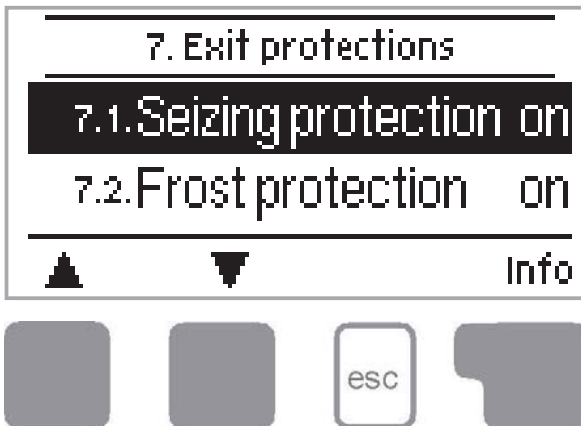 7. Exit protections
7.1. Seizing protection on
7.2. Frost protection on
▲ ▼ Info
esc